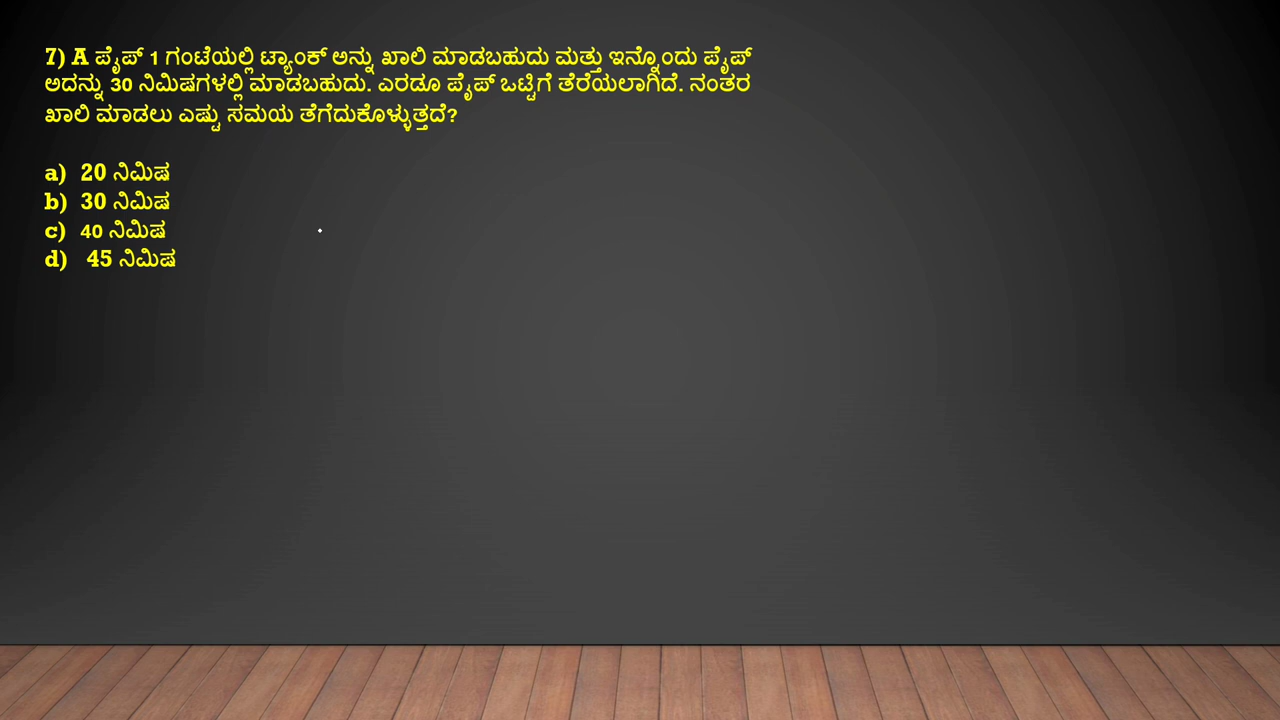 7) A ಪೈಪ್ 1 ಗಂಟೆಯಲ್ಲಿ ಟ್ಯಾಂಕ್ ಅನ್ನು ಖಾಲಿ ಮಾಡಬಹುದು ಮತ್ತು ಇನ್ನೊಂದು ಪೈಪ್
ಅದನ್ನು 30 ನಿಮಿಷಗಳಲ್ಲಿ ಮಾಡಬಹುದು. ಎರಡೂ ಪೈಪ್ ಒಟ್ಟಿಗೆ ತೆರೆಯಲಾಗಿದೆ. ನಂತರ
ಖಾಲಿ ಮಾಡಲು ಎಷ್ಟು ಸಮಯ ತೆಗೆದುಕೊಳ್ಳುತ್ತದೆ?
a) 20 ನಿಮಿಷ
b) 30 ನಿಮಿಷ
c) 40 ನಿಮಿಷ
d) 45 ನಿಮಿಷ